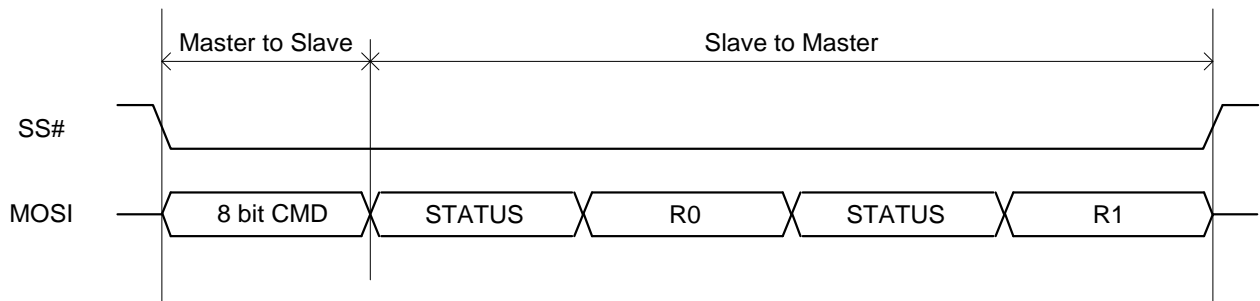 Master to Slave
Slave to Master
SS#
MOSI
8 bit CMD
STATUS
R0
STATUS
R1